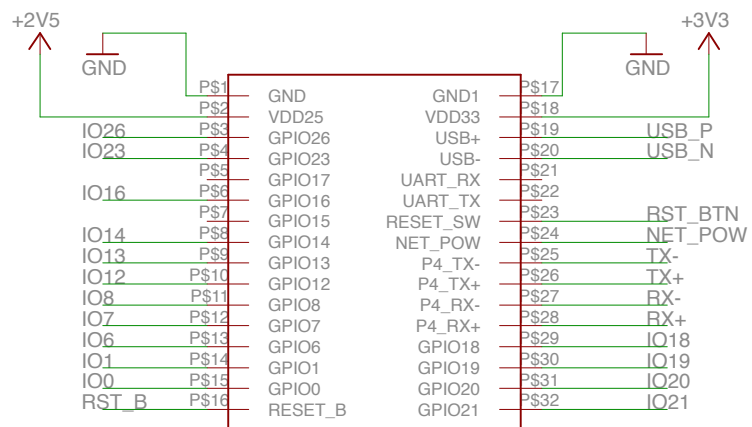 +2V5 +3V3
GND GND
P$1 GND GND1 P$17
P$2 VDD25 VDD33 P$18
IO26 P$3 GPIO26 USB+ P$19 USB_P
IO23 P$4 GPIO23 USB- P$20 USB_N
P$5 GPIO17 UART_RX P$21
IO16 P$6 GPIO16 UART_TX P$22
P$7 GPIO15 RESET_SW P$23 RST_BTN
IO14 P$8 GPIO14 NET_POW P$24 NET_POW
IO13 P$9 GPIO13 P4_TX- P$25 TX-
IO12 P$10 GPIO12 P4_TX+ P$26 TX+
IO8 P$11 GPIO8 P4_RX- P$27 RX-
IO7 P$12 GPIO7 P4_RX+ P$28 RX+
IO6 P$13 GPIO6 GPIO18 P$29 IO18
IO1 P$14 GPIO1 GPIO19 P$30 IO19
IO0 P$15 GPIO0 GPIO20 P$31 IO20
RST_B P$16 RESET_B GPIO21 P$32 IO21